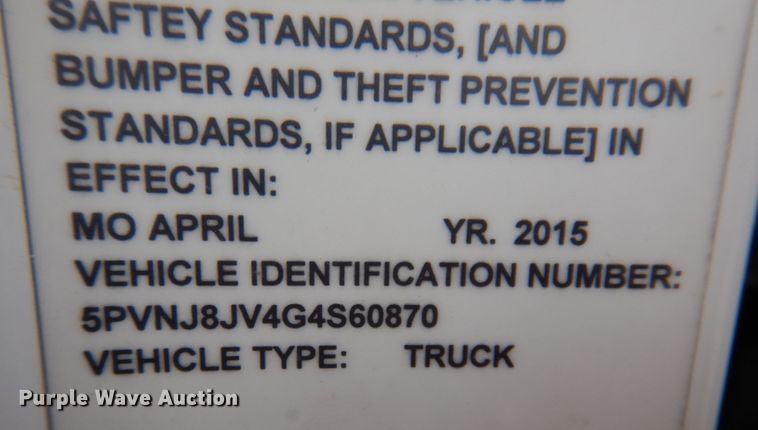 SAFTEY STANDARDS, [AND
BUMPER AND THEFT PREVENTION
STANDARDS, IF APPLICABLE] IN
EFFECT IN:
MO APRIL YR. 2015
VEHICLE IDENTIFICATION NUMBER:
5PVNJ8JV4G4S60870
VEHICLE TYPE: TRUCK
Purple Wave Auction